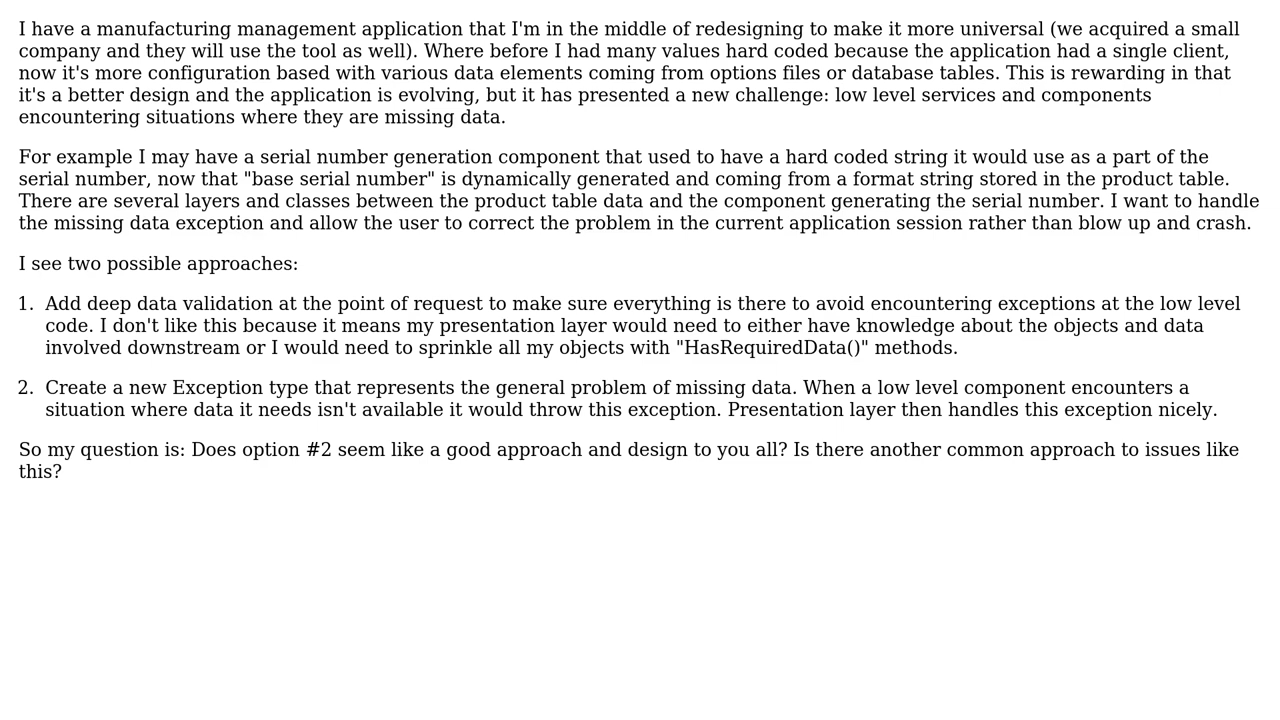 I have a manufacturing management application that I'm in the middle of redesigning to make it more universal (we acquired a small
company and they will use the tool as well). Where before I had many values hard coded because the application had a single client,
now it's more configuration based with various data elements coming from options files or database tables. This is rewarding in that
it's a better design and the application is evolving, but it has presented a new challenge: low level services and components
encountering situations where they are missing data.
For example I may have a serial number generation component that used to have a hard coded string it would use as a part of the
serial number, now that "base serial number" is dynamically generated and coming from a format string stored in the product table.
There are several layers and classes between the product table data and the component generating the serial number. I want to handle
the missing data exception and allow the user to correct the problem in the current application session rather than blow up and crash.
I see two possible approaches:
1. Add deep data validation at the point of request to make sure everything is there to avoid encountering exceptions at the low level
code. I don't like this because it means my presentation layer would need to either have knowledge about the objects and data
involved downstream or I would need to sprinkle all my objects with "HasRequiredData()" methods.
2. Create a new Exception type that represents the general problem of missing data. When a low level component encounters a
situation where data it needs isn't available it would throw this exception. Presentation layer then handles this exception nicely.
So my question is: Does option #2 seem like a good approach and design to you all? Is there another common approach to issues like
this?